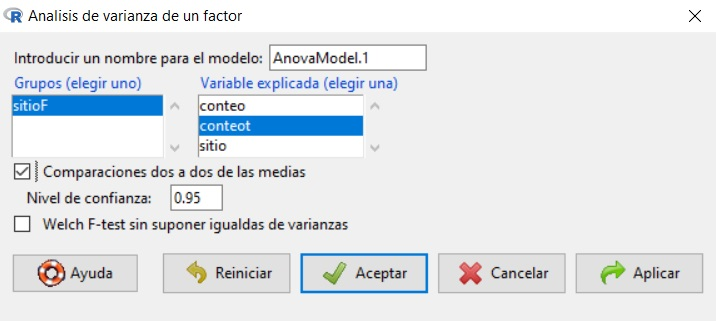 Analisis de varianza de un factor
Introducir un nombre para el modelo: AnovaModel.1
Grupos (elegir uno) Variable explicada (elegir una)
sitioF conteo
conteot
sitio
Comparaciones dos a dos de las medias
Nivel de confianza: 0.95
Welch F-test sin suponer igualdas de varianzas
Ayuda Reiniciar Aceptar Cancelar Aplicar